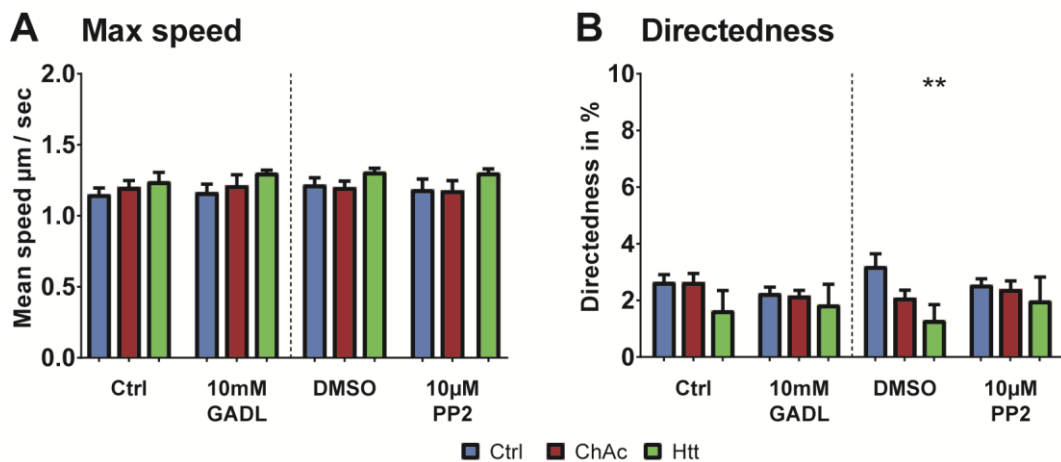 A Max speed
Mean speed µm / sec
2.0
1.5
1.0
0.0
Ctrl
10mM
GADL
DMSO
10µM
PP2
B Directedness
Directedness in %
10
8
6
4
2
0
**
Ctrl
10mM
GADL
DMSO
10µM
PP2
Ctrl ChAc Htt